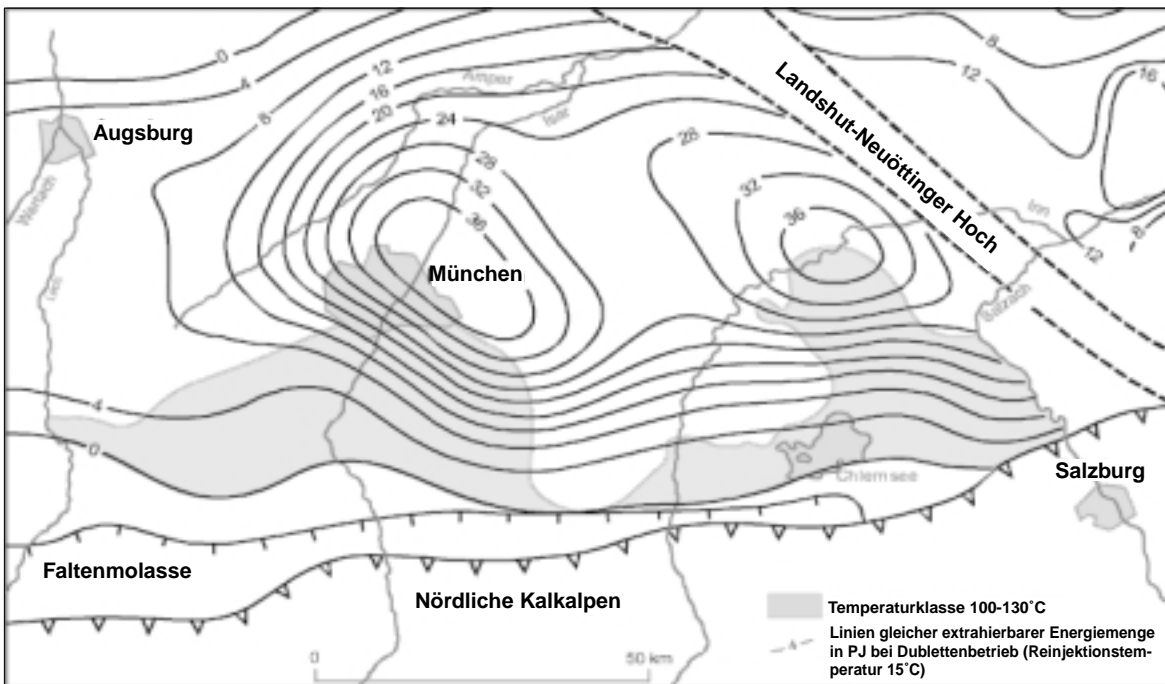 0
4
8
12
16
20
24
28
32
36
Amper
Isar
Augsburg
Wertach
Lech
München
28
32
36
Landshut-Neuöttinger Hoch
8
12
16
Inn
12
8
Salzach
4
0
Chiemsee
Salzburg
Faltenmolasse
Nördliche Kalkalpen
0
50 km
Temperaturklasse 100-130°C
4
Linien gleicher extrahierbarer Energiemenge
in PJ bei Dublettenbetrieb (Reinjektionstem-
peratur 15°C)